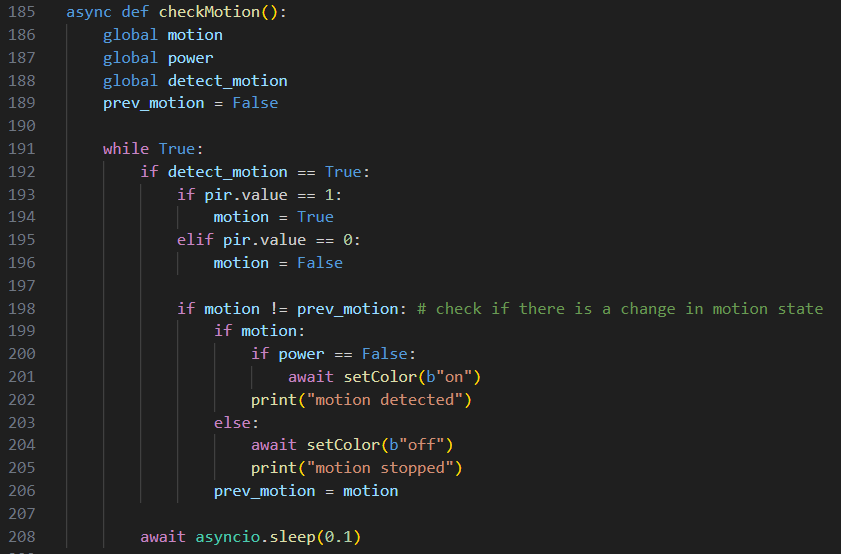 185 async def checkMotion():
186     global motion
187     global power
188     global detect_motion
189     prev_motion = False
190
191     while True:
192         if detect_motion == True:
193             if pir.value == 1:
194                 motion = True
195             elif pir.value == 0:
196                 motion = False
197
198             if motion != prev_motion: # check if there is a change in motion state
199                 if motion:
200                     if power == False:
201                         await setColor(b"on")
202                     print("motion detected")
203                 else:
204                     await setColor(b"off")
205                     print("motion stopped")
206                 prev_motion = motion
207
208         await asyncio.sleep(0.1)